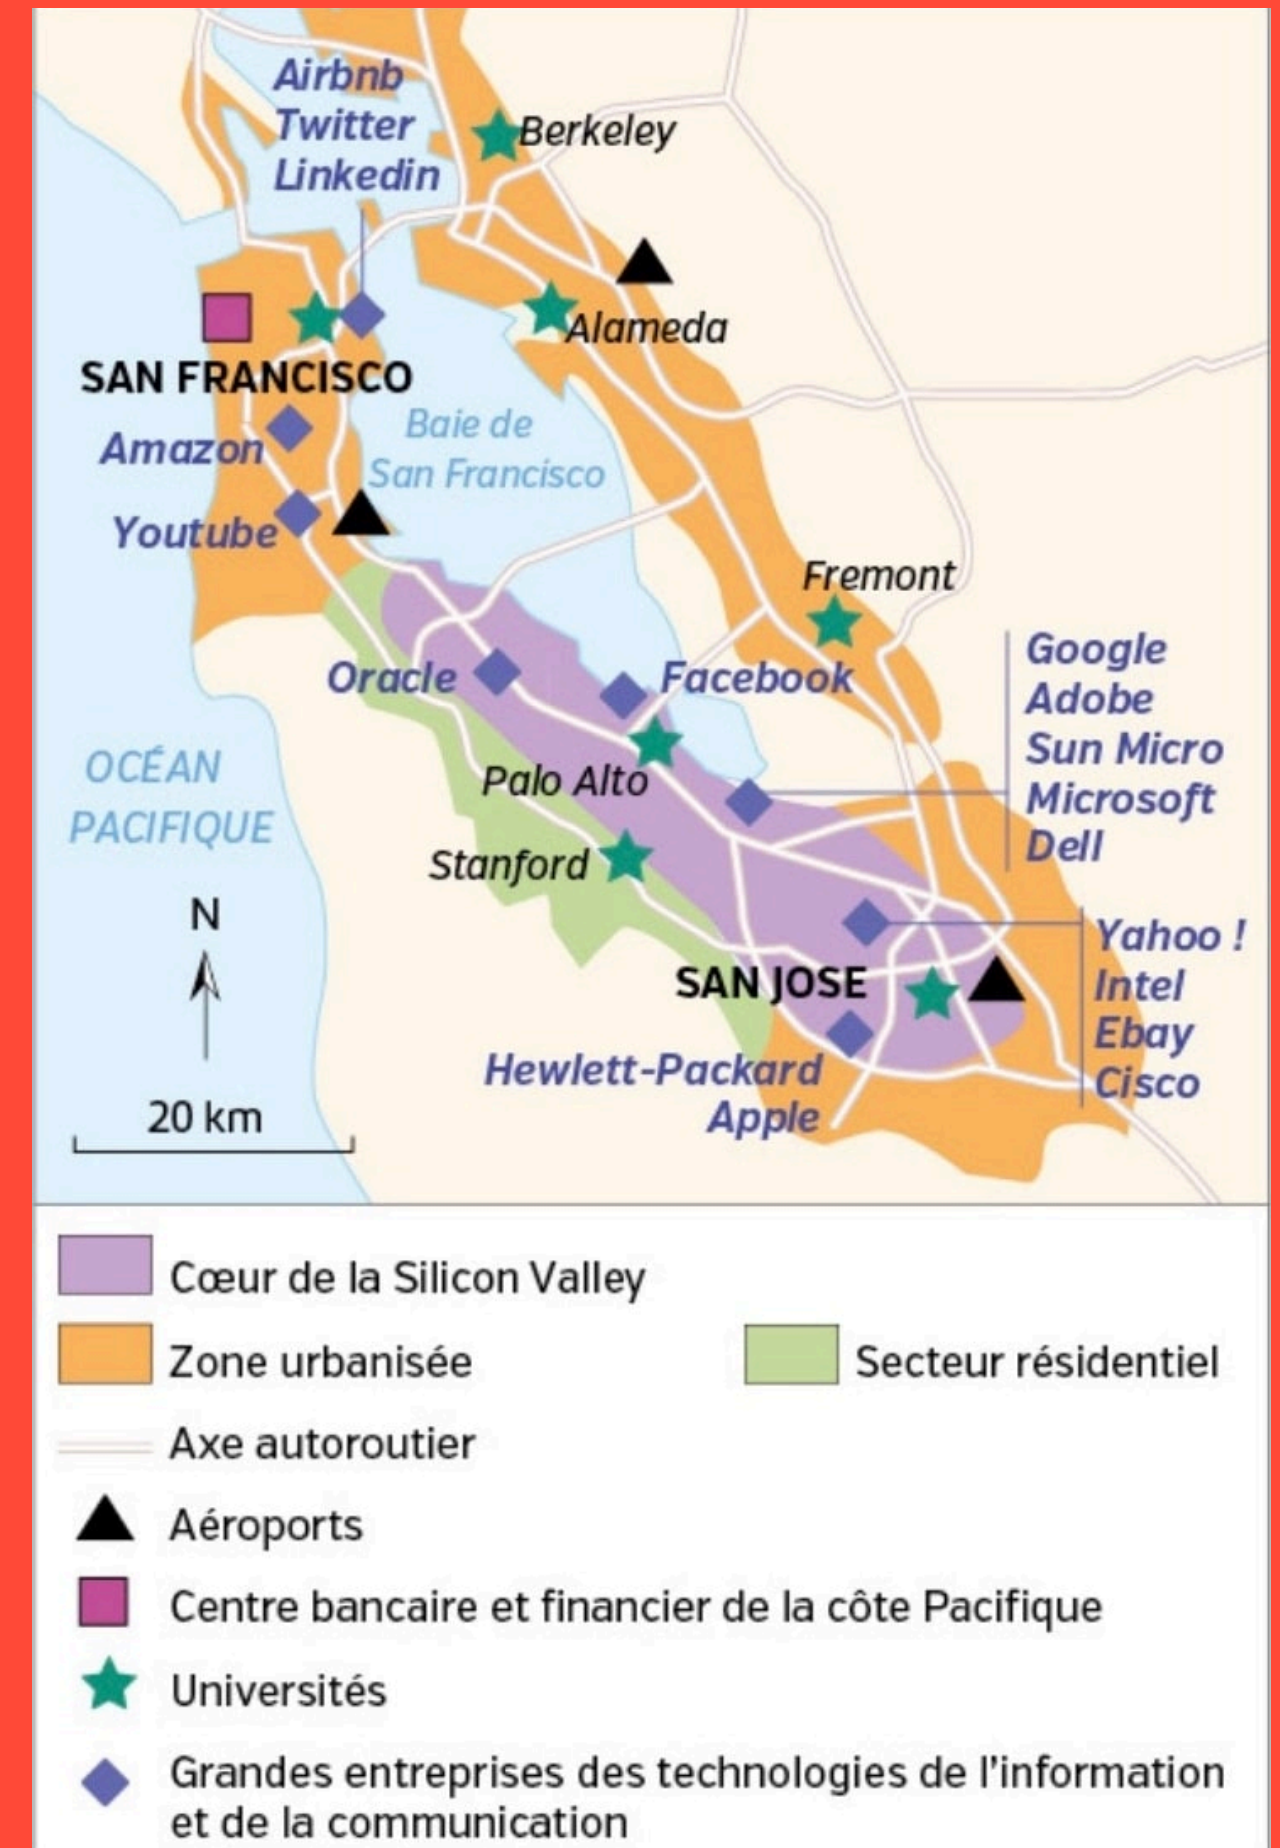 Airbnb
Twitter
Linkedin
Berkeley
Alameda
SAN FRANCISCO
Baie de
San Francisco
Amazon
Youtube
Fremont
Oracle
Facebook
Google
Adobe
Sun Micro
Microsoft
Dell
OCÉAN
PACIFIQUE
Palo Alto
Stanford
N
Yahoo !
Intel
Ebay
Cisco
SAN JOSE
Hewlett-Packard
Apple
20 km
Cœur de la Silicon Valley
Zone urbanisée
Secteur résidentiel
Axe autoroutier
Aéroports
Centre bancaire et financier de la côte Pacifique
Universités
Grandes entreprises des technologies de l'information
et de la communication